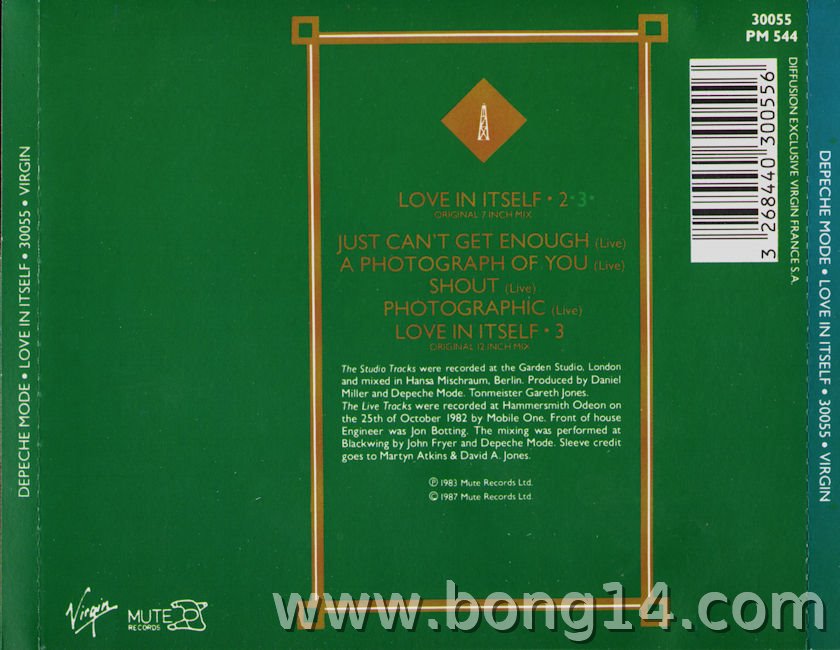 30055
PM 544
3 268440 300556
DIFFUSION EXCLUSIVE VIRGIN FRANCE S.A.
DEPECHE MODE • LOVE IN ITSELF • 30055 • VIRGIN
DEPECHE MODE • LOVE IN ITSELF • 30055 • VIRGIN
LOVE IN ITSELF • 2 • 3 •
ORIGINAL 7 INCH MIX
JUST CAN'T GET ENOUGH (Live)
A PHOTOGRAPH OF YOU (Live)
SHOUT (Live)
PHOTOGRAPHIC (Live)
LOVE IN ITSELF • 3
ORIGINAL 12 INCH MIX
The Studio Tracks were recorded at the Garden Studio, London
and mixed in Hansa Mischraum, Berlin. Produced by Daniel
Miller and Depeche Mode. Tonmeister Gareth Jones.
The Live Tracks were recorded at Hammersmith Odeon on
the 25th of October 1982 by Mobile One. Front of house
Engineer was Jon Botting. The mixing was performed at
Blackwing by John Fryer and Depeche Mode. Sleeve credit
goes to Martyn Atkins & David A. Jones.
℗ 1983 Mute Records Ltd.
© 1987 Mute Records Ltd.
Virgin
MUTE
RECORDS
www.bong14.com